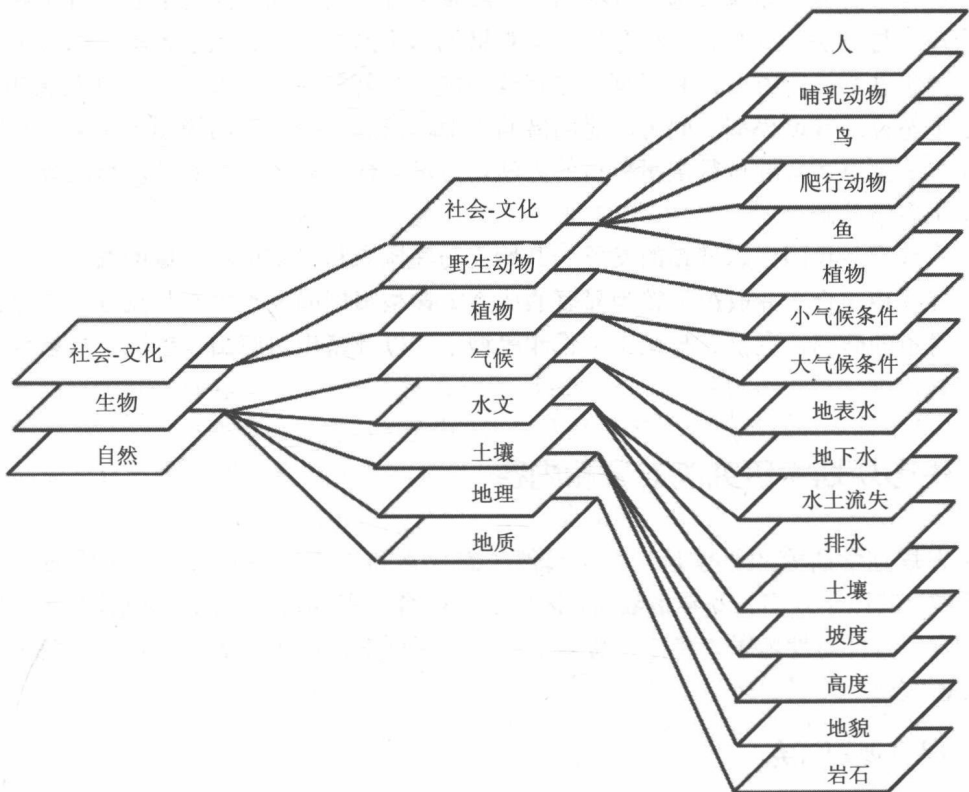 社会-文化
生物
自然
社会-文化
野生动物
植物
气候
水文
土壤
地理
地质
人
哺乳动物
鸟
爬行动物
鱼
植物
小气候条件
大气候条件
地表水
地下水
水土流失
排水
土壤
坡度
高度
地貌
岩石